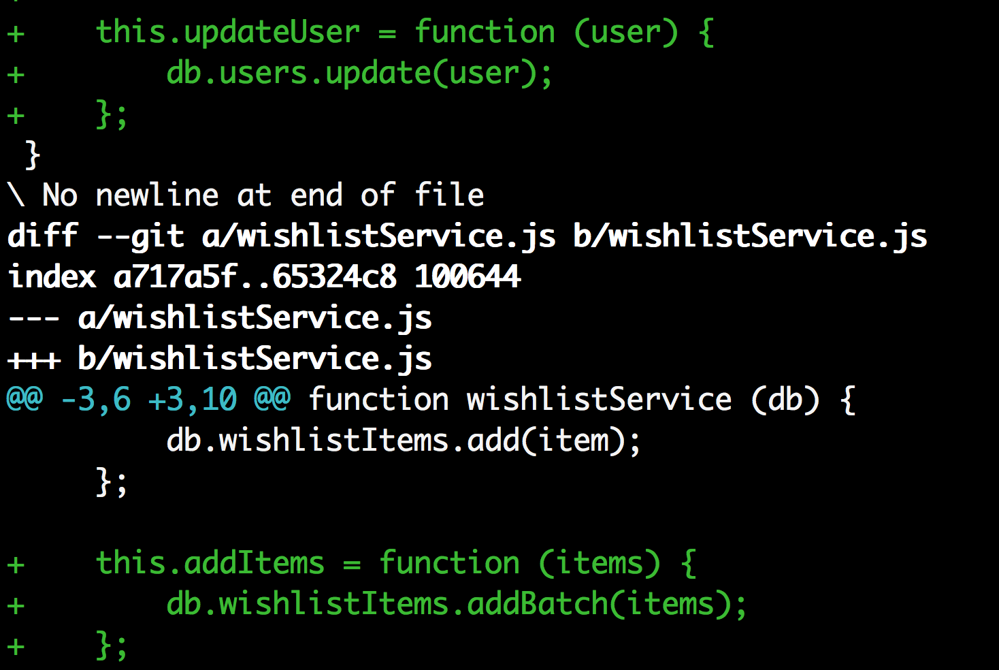 +    this.updateUser = function (user) {
+        db.users.update(user);
+    };
 }
\ No newline at end of file
diff --git a/wishlistService.js b/wishlistService.js
index a717a5f..65324c8 100644
--- a/wishlistService.js
+++ b/wishlistService.js
@@ -3,6 +3,10 @@ function wishlistService (db) {
         db.wishlistItems.add(item);
     };

+    this.addItems = function (items) {
+        db.wishlistItems.addBatch(items);
+    };